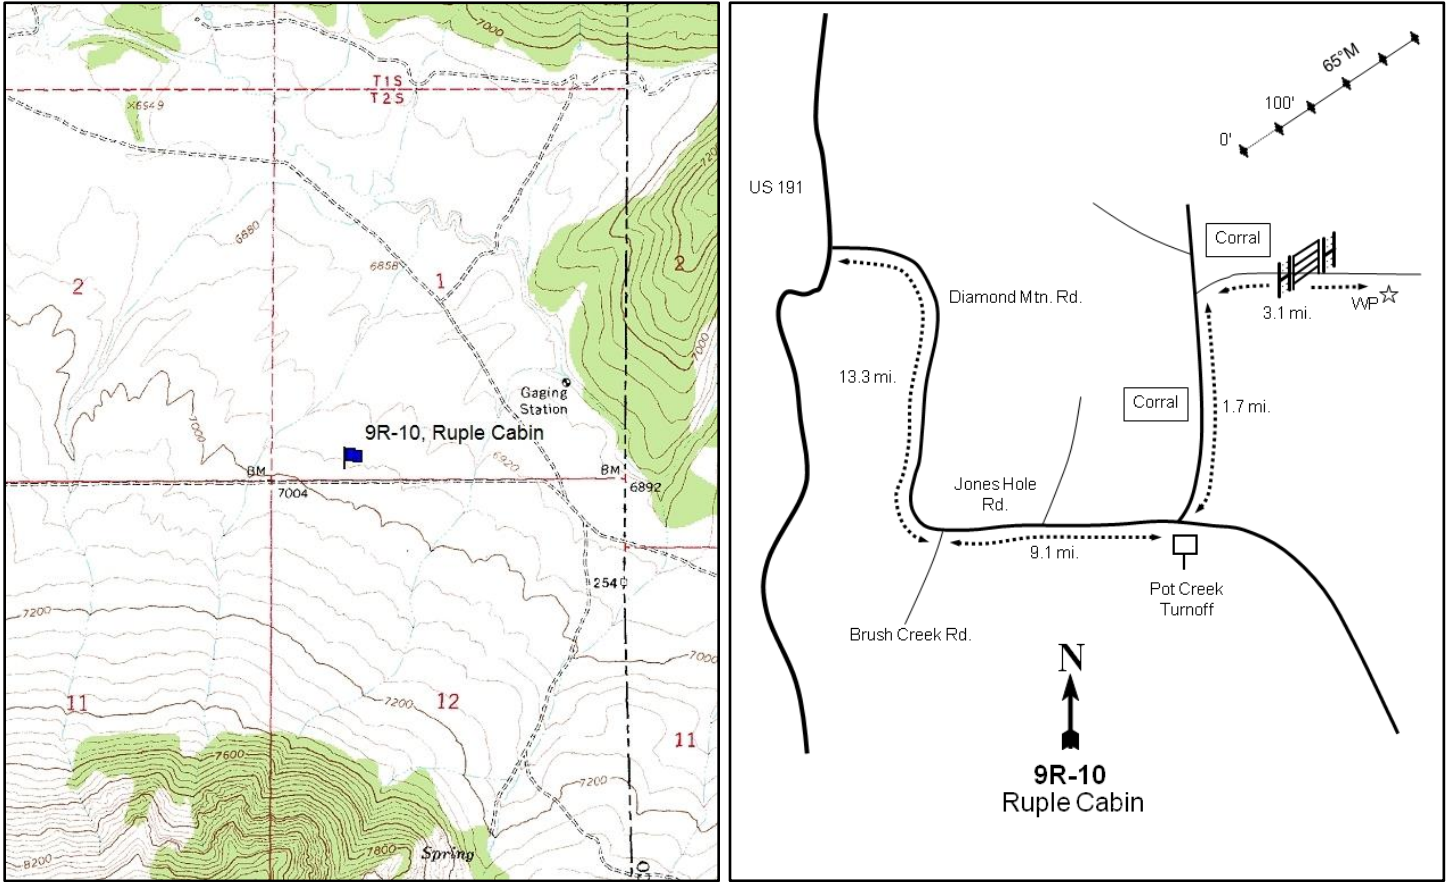 7000
T1S
T2S
X6949
720
6880
6858
2
2
1
7000
Gaging
Station
7000
9R-10, Ruple Cabin
6920
BM
BM
7004
6892
254
7200
7000
11
12
7200
11
7600
7200
7800
8200
Spring
65°M
100'
0'
US 191
Corral
Diamond Mtn. Rd.
WP
3.1 mi.
13.3 mi.
Corral
1.7 mi.
Jones Hole
Rd.
9.1 mi.
Pot Creek
Turnoff
Brush Creek Rd.
N
9R-10
Ruple Cabin